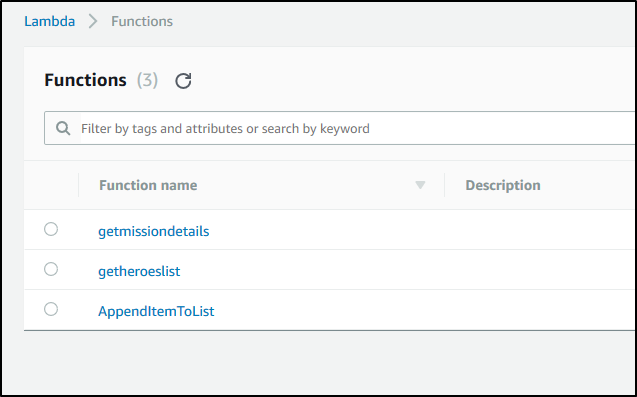 Lambda > Functions
Functions (3)
Filter by tags and attributes or search by keyword
Function name Description
getmissiondetails
getheroeslist
AppendItemToList